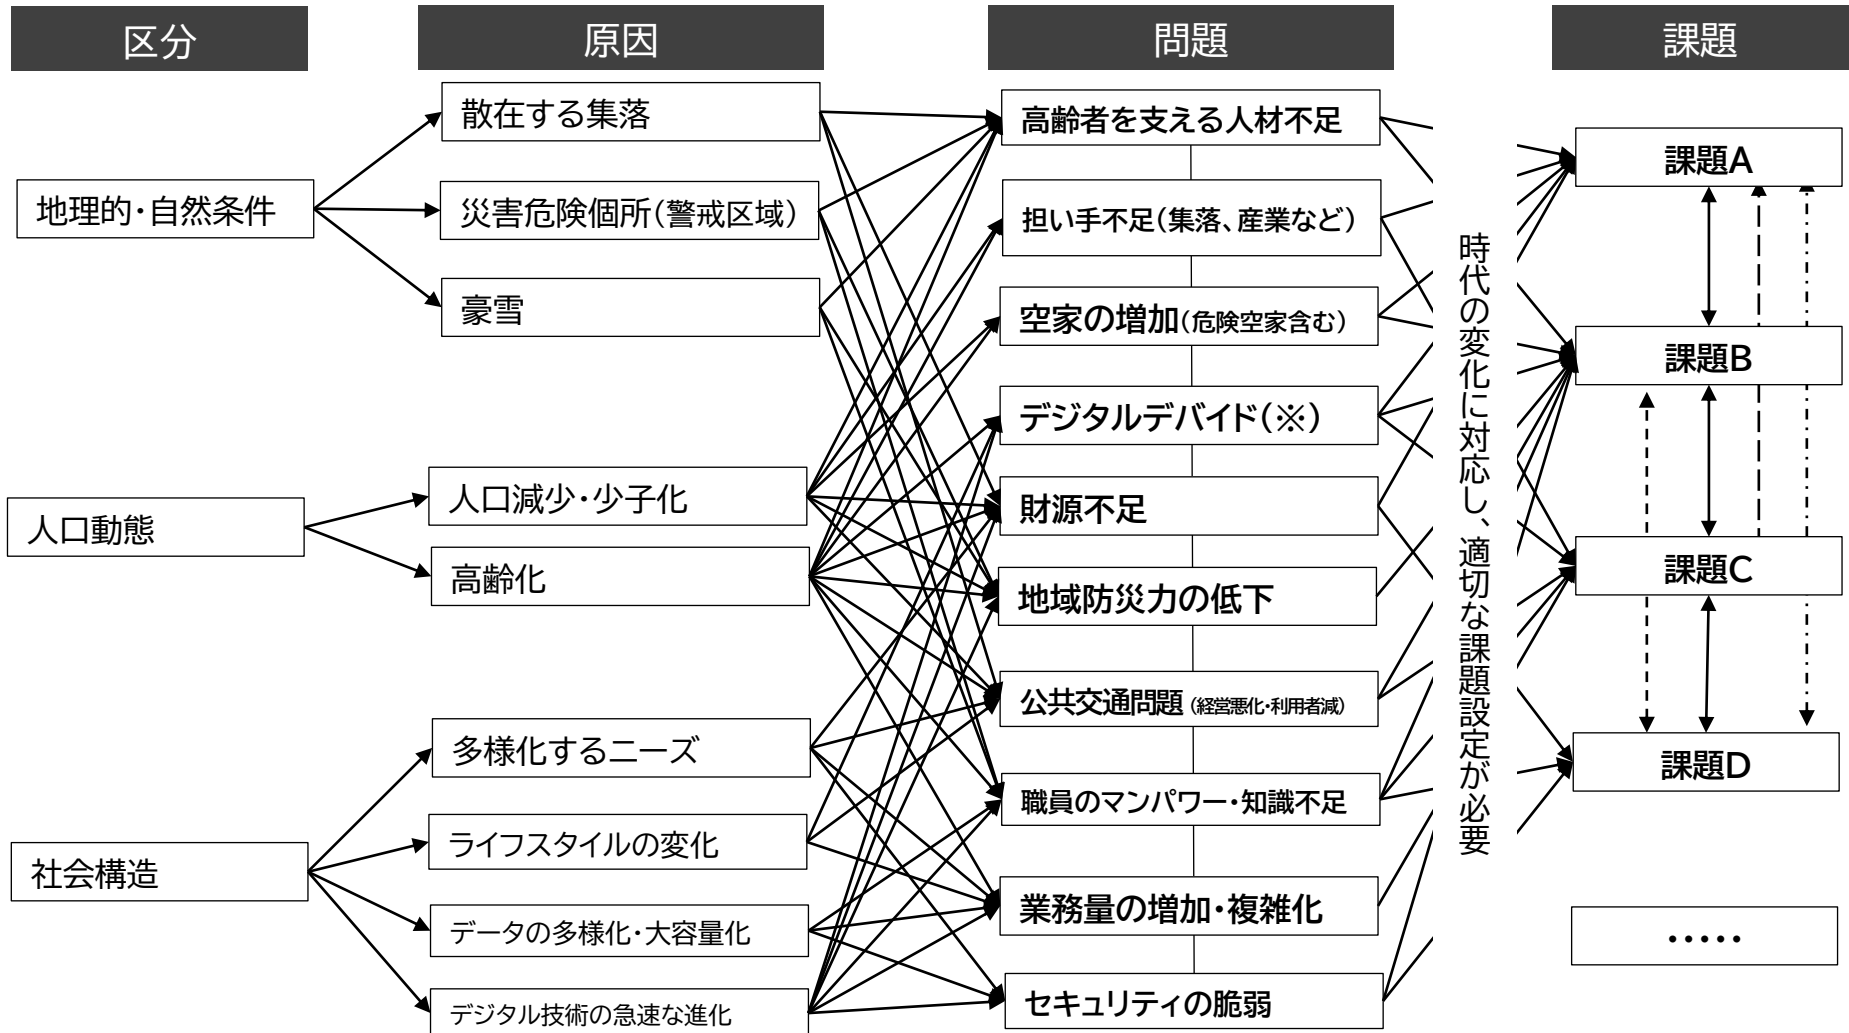 区分
原因
問題
課題
地理的・自然条件
人口動態
社会構造
散在する集落
災害危険個所（警戒区域）
豪雪
人口減少・少子化
高齢化
多様化するニーズ
ライフスタイルの変化
データの多様化・大容量化
デジタル技術の急速な進化
高齢者を支える人材不足
担い手不足（集落、産業など）
空家の増加（危険空家含む）
デジタルデバイド（※）
財源不足
地域防災力の低下
公共交通問題（経営悪化・利用者減）
職員のマンパワー・知識不足
業務量の増加・複雑化
セキュリティの脆弱
時代の変化に対応し、適切な課題設定が必要
課題A
課題B
課題C
課題D
・・・・・